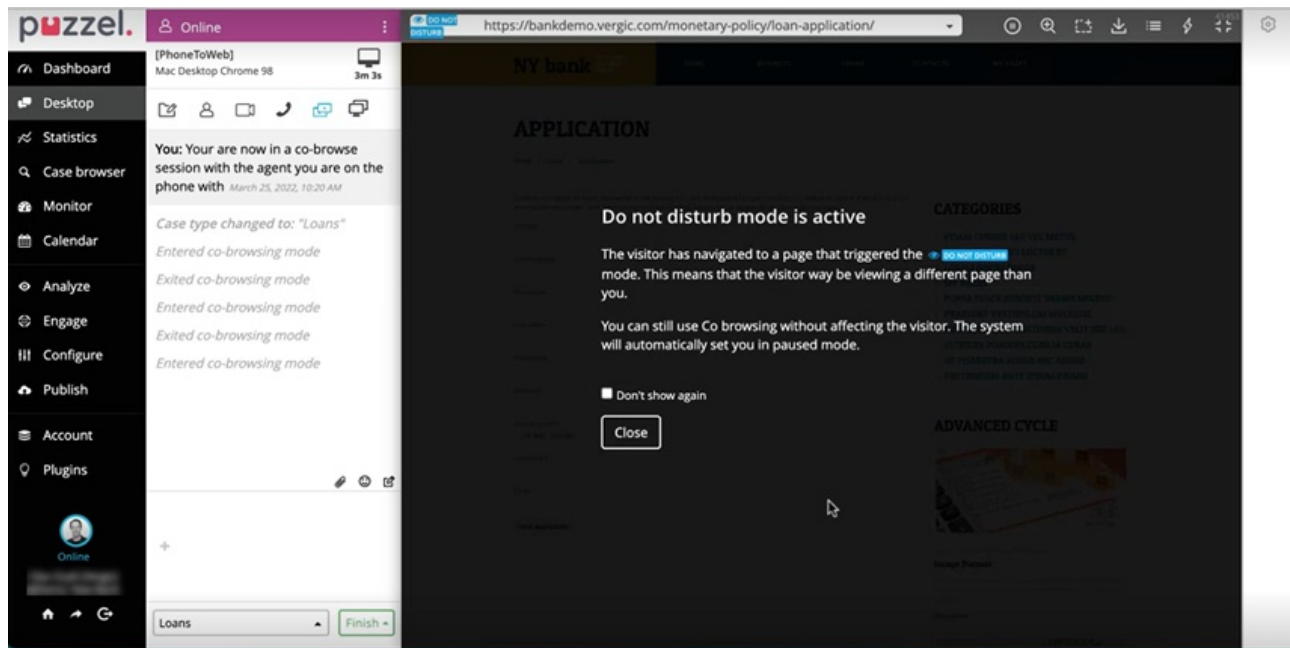 puzzel.
Online
DO NOT DISTURB
https://bankdemo.vergic.com/monetary-policy/loan-application/
[PhoneToWeb]
Mac Desktop Chrome 98
3m 3s
Dashboard
Desktop
Statistics
Case browser
Monitor
Calendar
Analyze
Engage
Configure
Publish
Account
Plugins
Online
You: Your are now in a co-browse
session with the agent you are on the
phone with March 25, 2022, 10:20 AM
Case type changed to: "Loans"
Entered co-browsing mode
Exited co-browsing mode
Entered co-browsing mode
Exited co-browsing mode
Entered co-browsing mode
Loans
Finish
NY bank
APPLICATION
Do not disturb mode is active
The visitor has navigated to a page that triggered the DO NOT DISTURB
mode. This means that the visitor way be viewing a different page than
you.
You can still use Co browsing without affecting the visitor. The system
will automatically set you in paused mode.
Don't show again
Close
CATEGORIES
ADVANCED CYCLE